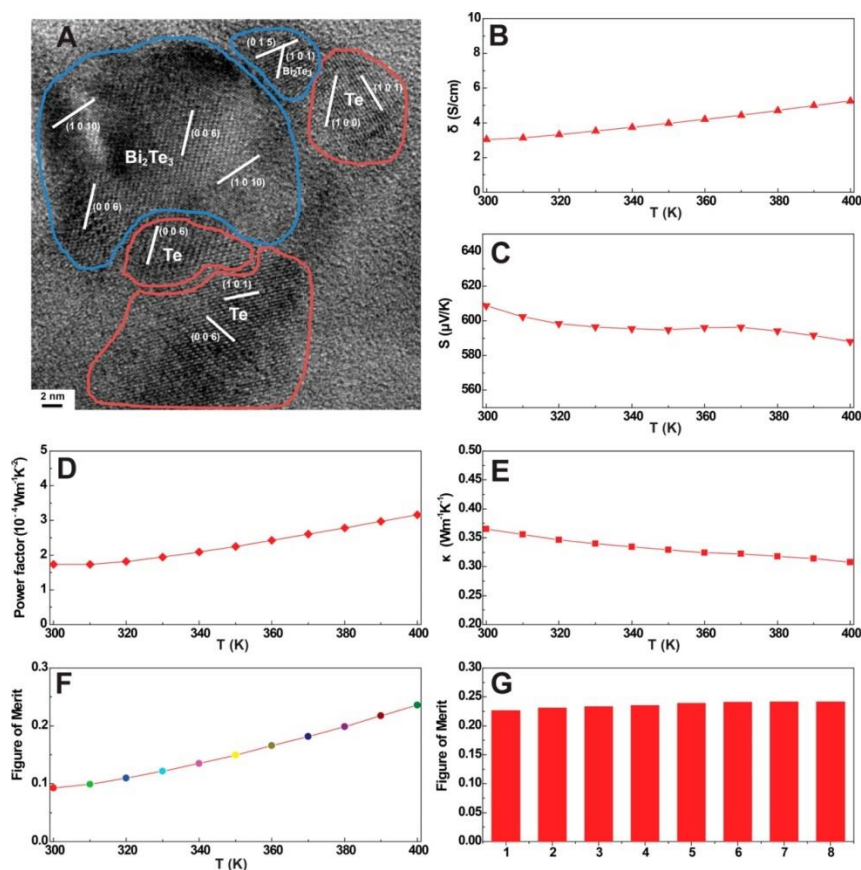 A
(0 1 5)
(1 0 1)
Bi₂Te₃
Te
(1 0 1)
(1 0 0)
(1 0 10)
(0 0 6)
Bi₂Te₃
(1 0 10)
(0 0 6)
(0 0 6)
Te
(1 0 1)
Te
(0 0 6)
2 nm
B
δ (S/cm)
10
8
6
4
2
0
300 320 340 360 380 400
T (K)
C
S (μV/K)
640
620
600
580
560
300 320 340 360 380 400
T (K)
D
Power factor (10⁻⁴Wm⁻¹K⁻²)
5
4
3
2
1
0
300 320 340 360 380 400
T (K)
E
κ (Wm⁻¹K⁻¹)
0.50
0.45
0.40
0.35
0.30
0.25
0.20
300 320 340 360 380 400
T (K)
F
Figure of Merit
0.3
0.2
0.1
0.0
300 320 340 360 380 400
T (K)
G
Figure of Merit
0.30
0.25
0.20
0.15
0.10
0.05
0.00
1 2 3 4 5 6 7 8